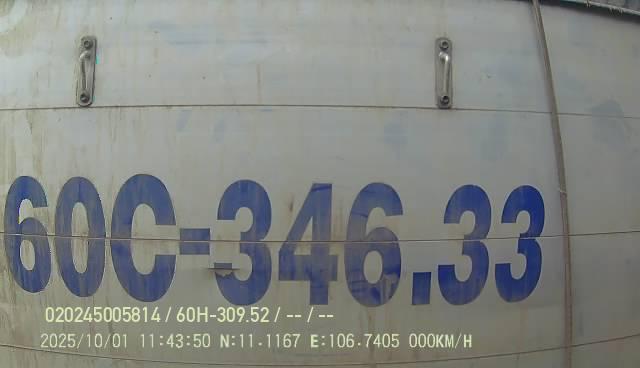 60C-346.33
020245005814 / 60H-309.52 / -- / --
2025/10/01 11:43:50 N:11.1167 E:106.7405 000KM/H